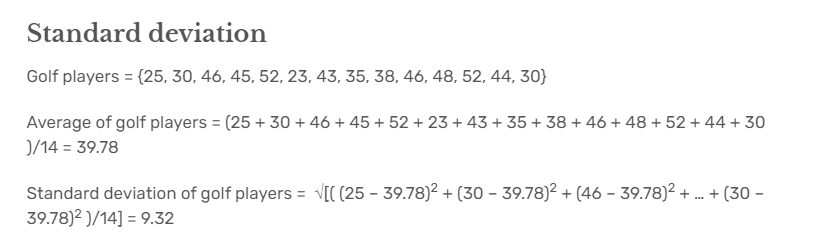 Standard deviation
Golf players = {25, 30, 46, 45, 52, 23, 43, 35, 38, 46, 48, 52, 44, 30}
Average of golf players = (25 + 30 + 46 + 45 + 52 + 23 + 43 + 35 + 38 + 46 + 48 + 52 + 44 + 30
)/14 = 39.78
Standard deviation of golf players = √[( (25 – 39.78)² + (30 – 39.78)² + (46 – 39.78)² + … + (30 –
39.78)² )/14] = 9.32